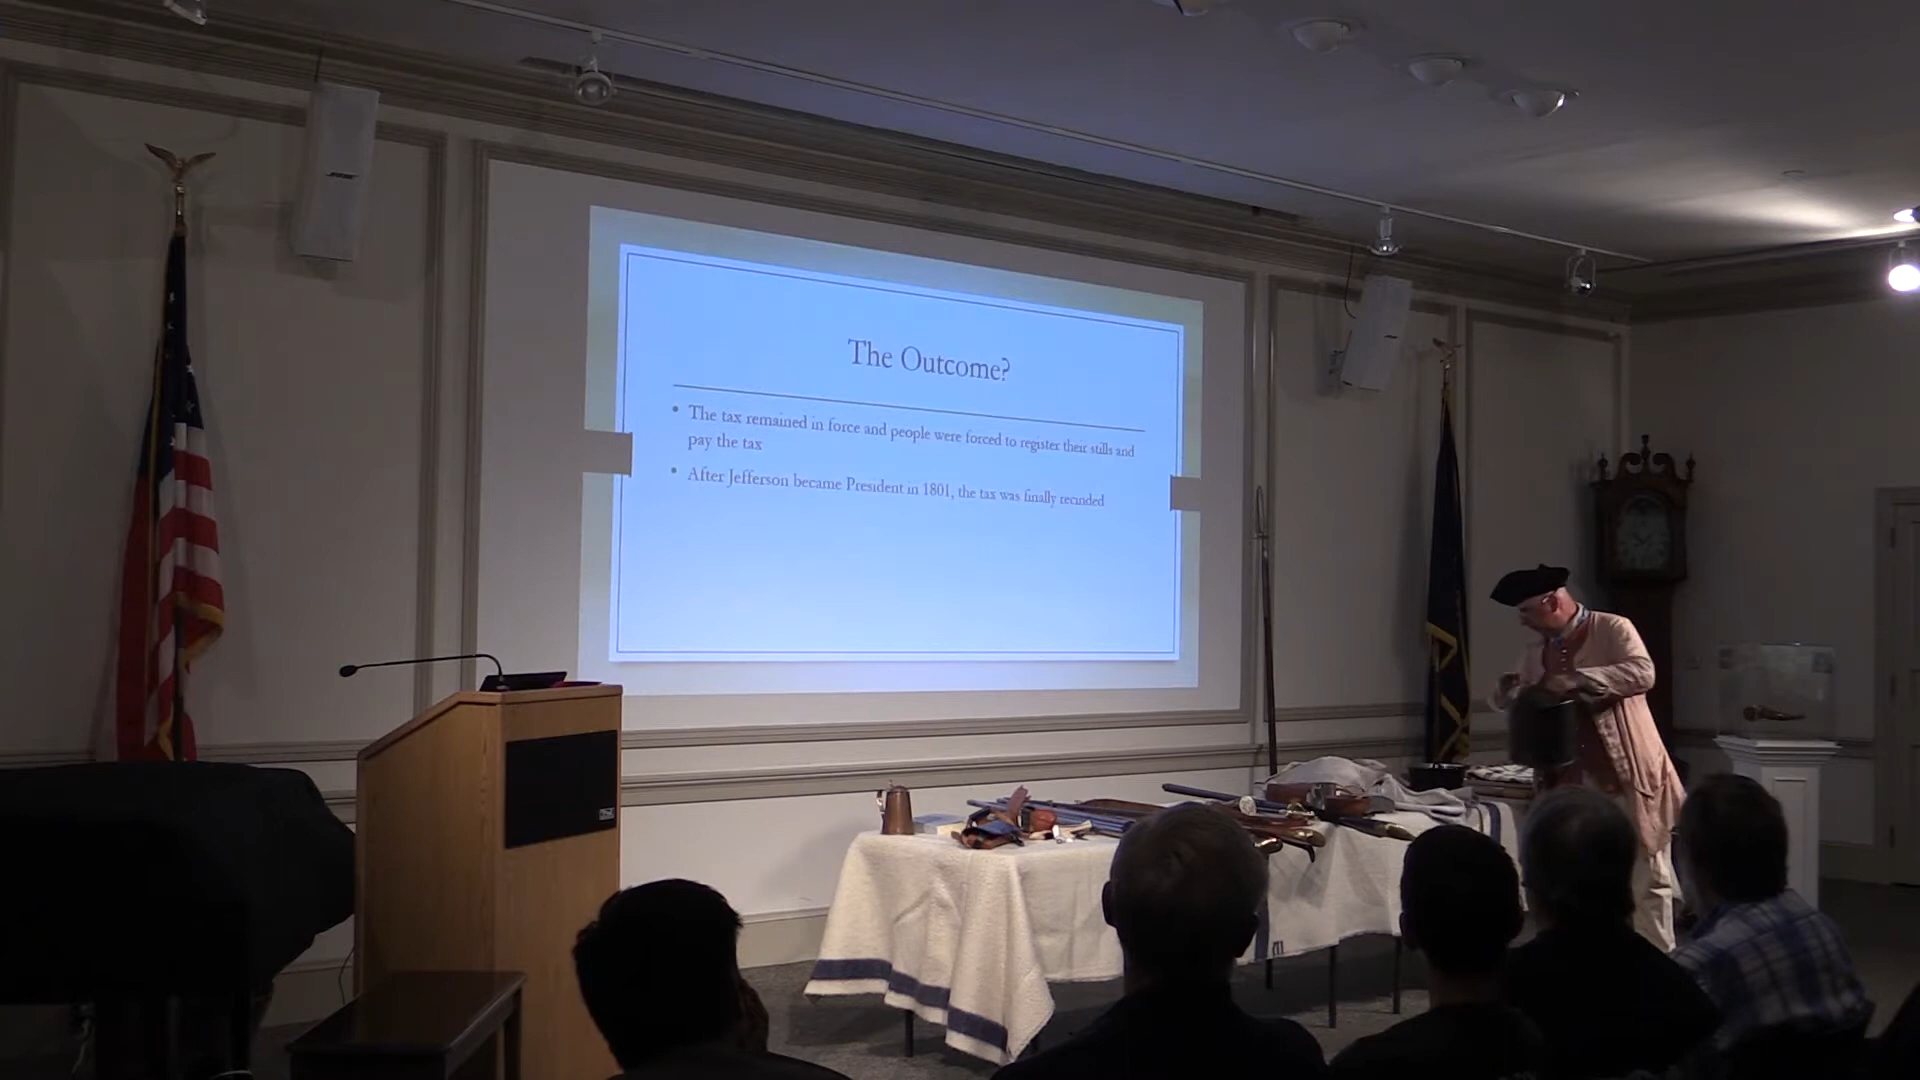 BOSE
The Outcome?
• The tax remained in force and people were forced to register their stills and
pay the tax
• After Jefferson became President in 1801, the tax was finally recinded